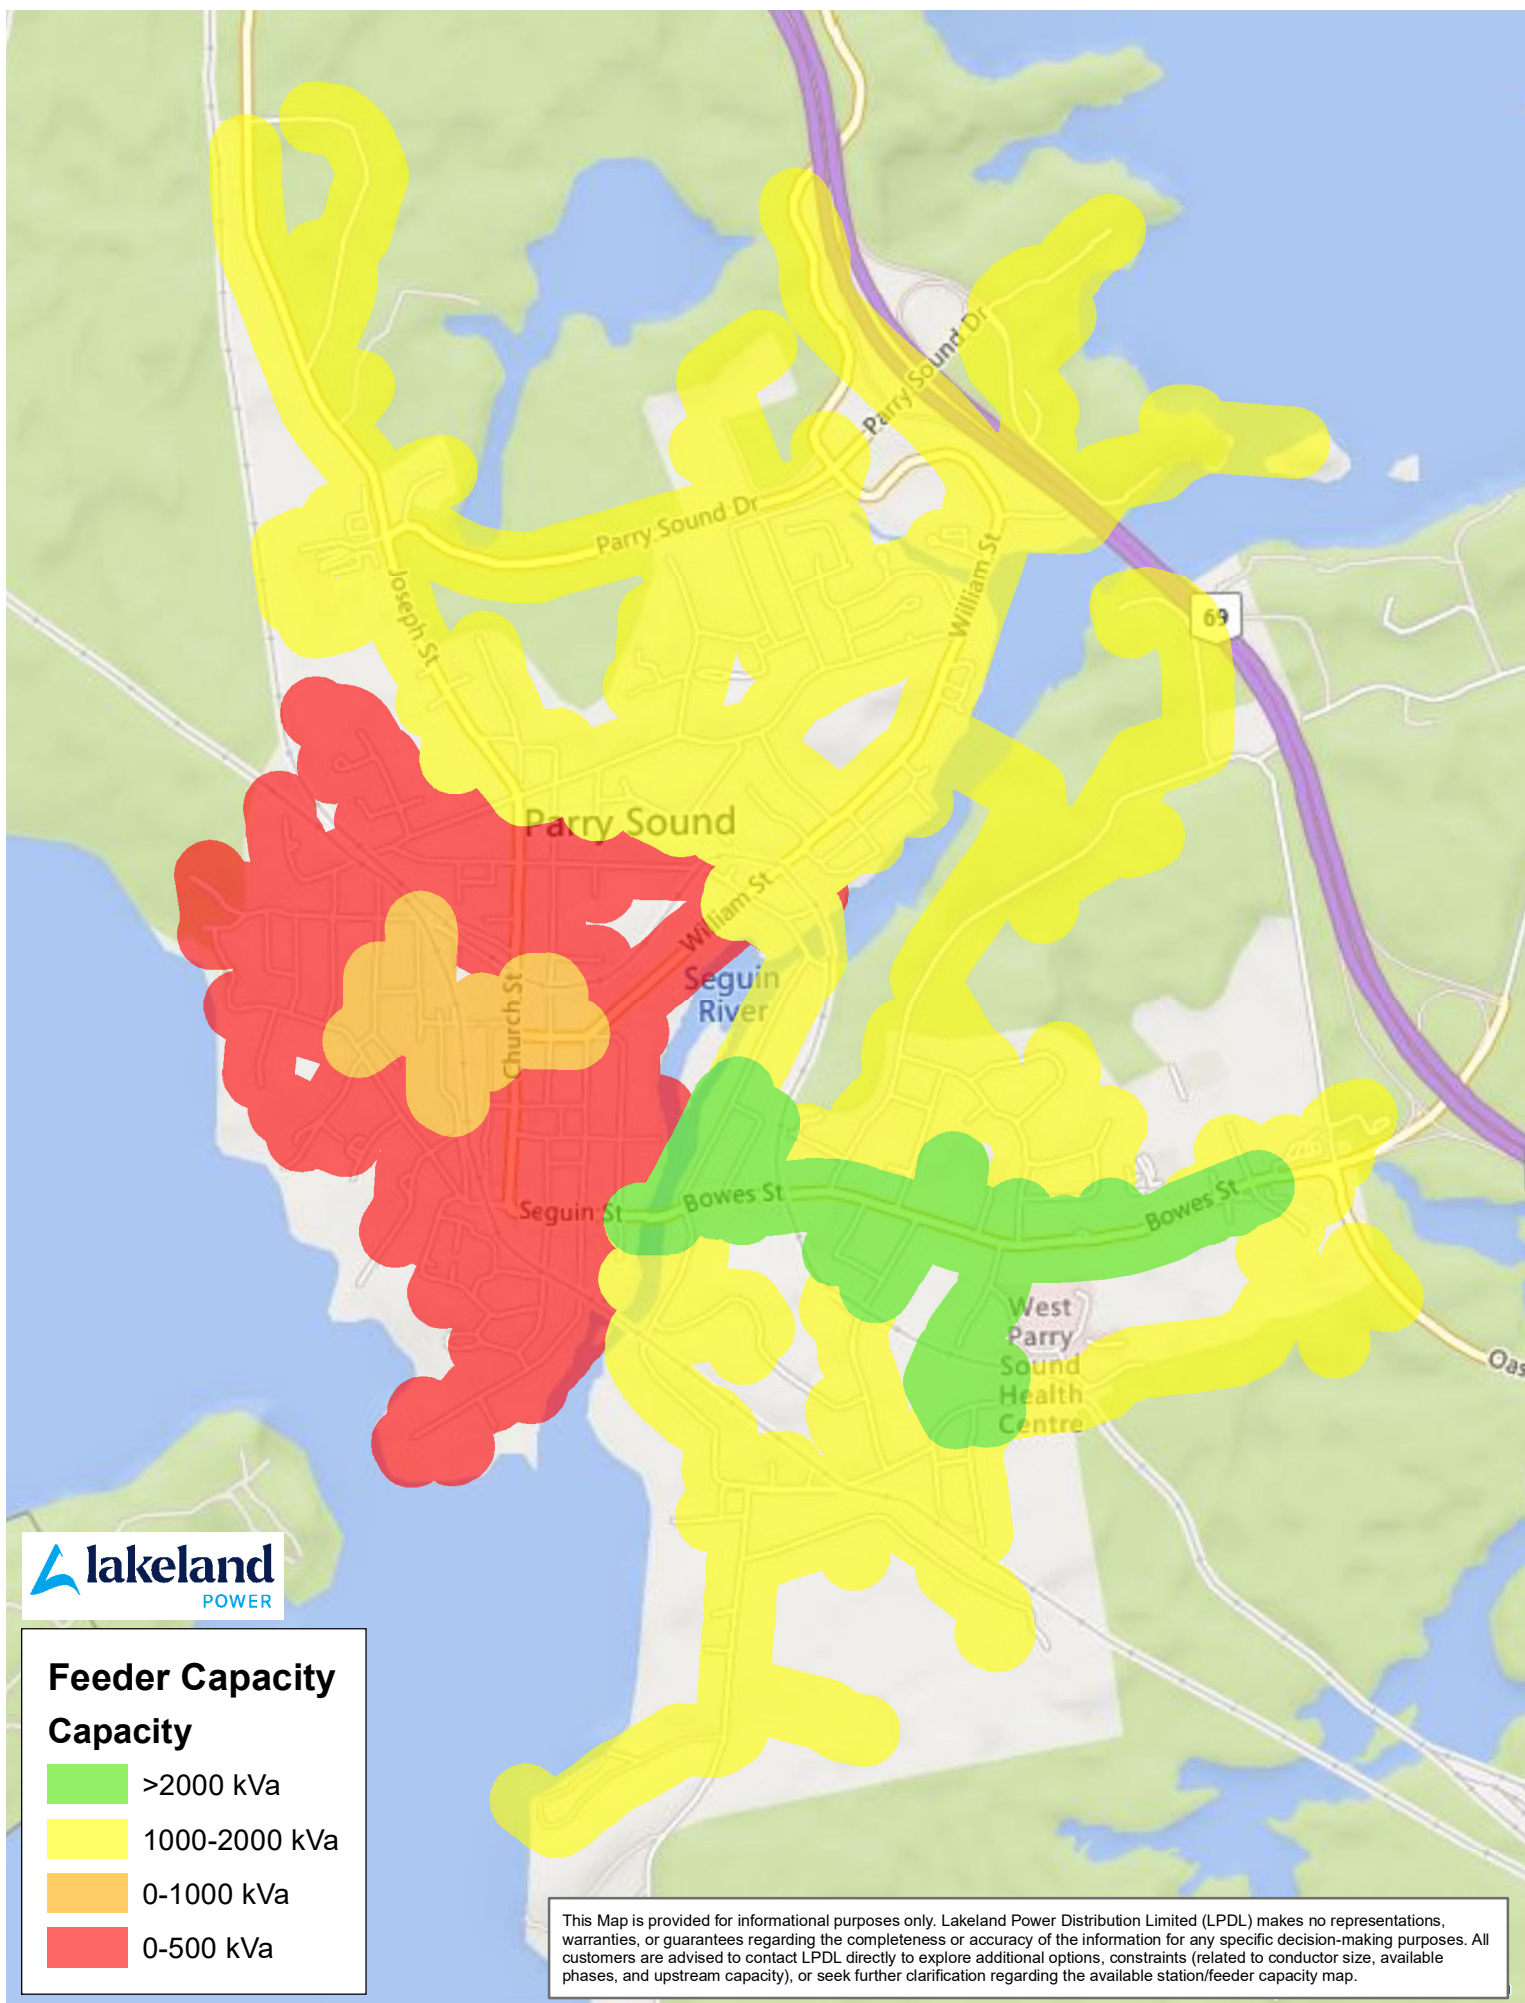 Parry Sound Dr
Parry Sound Dr
William St
Joseph St
69
Parry Sound
William St
Seguin
River
Church St
Seguin St
Bowes St
Bowes St
West
Parry
Sound
Health
Centre
Oas
lakeland
POWER
Feeder Capacity
Capacity
>2000 kVa
1000-2000 kVa
0-1000 kVa
0-500 kVa
This Map is provided for informational purposes only. Lakeland Power Distribution Limited (LPDL) makes no representations,
warranties, or guarantees regarding the completeness or accuracy of the information for any specific decision-making purposes. All
customers are advised to contact LPDL directly to explore additional options, constraints (related to conductor size, available
phases, and upstream capacity), or seek further clarification regarding the available station/feeder capacity map.